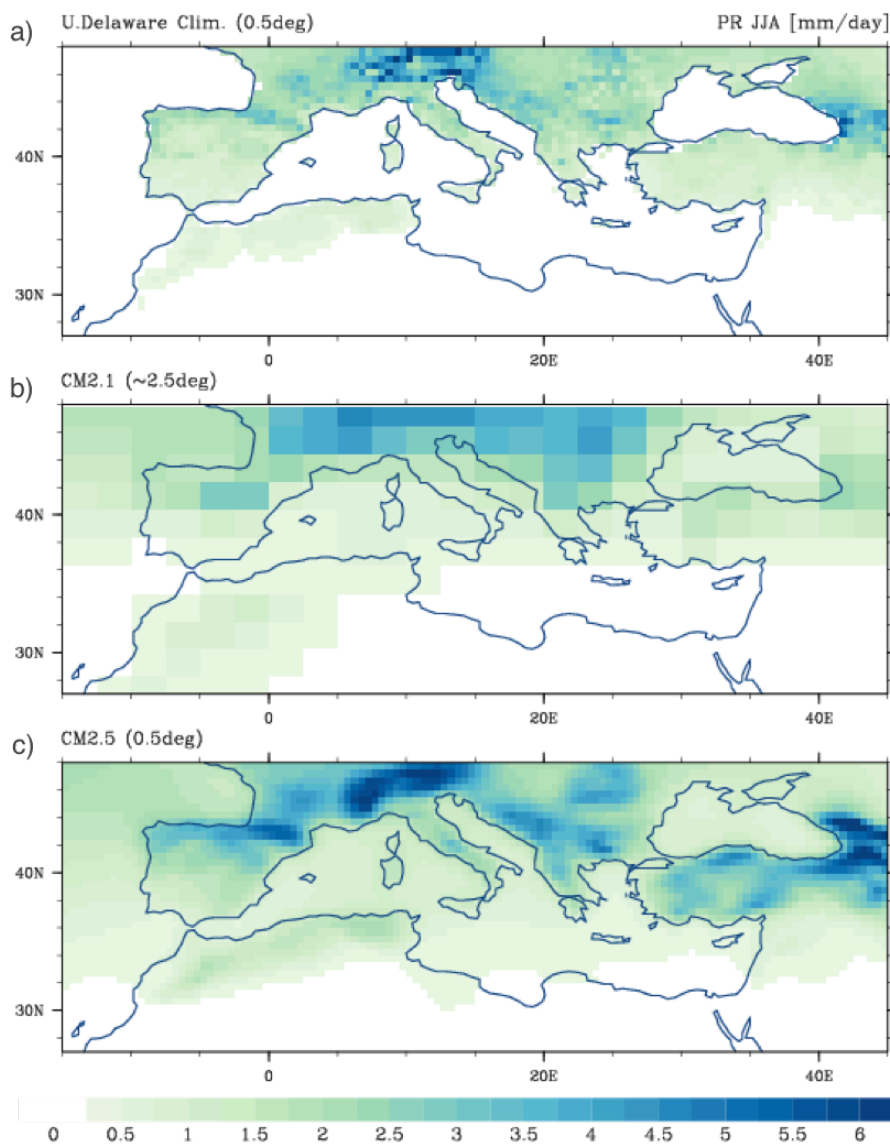 a)
U.Delaware Clim. (0.5deg) PR JJA [mm/day]
40N
30N
0 20E 40E
b)
CM2.1 (~2.5deg)
40N
30N
0 20E 40E
c)
CM2.5 (0.5deg)
40N
30N
0 20E 40E
0 0.5 1 1.5 2 2.5 3 3.5 4 4.5 5 5.5 6